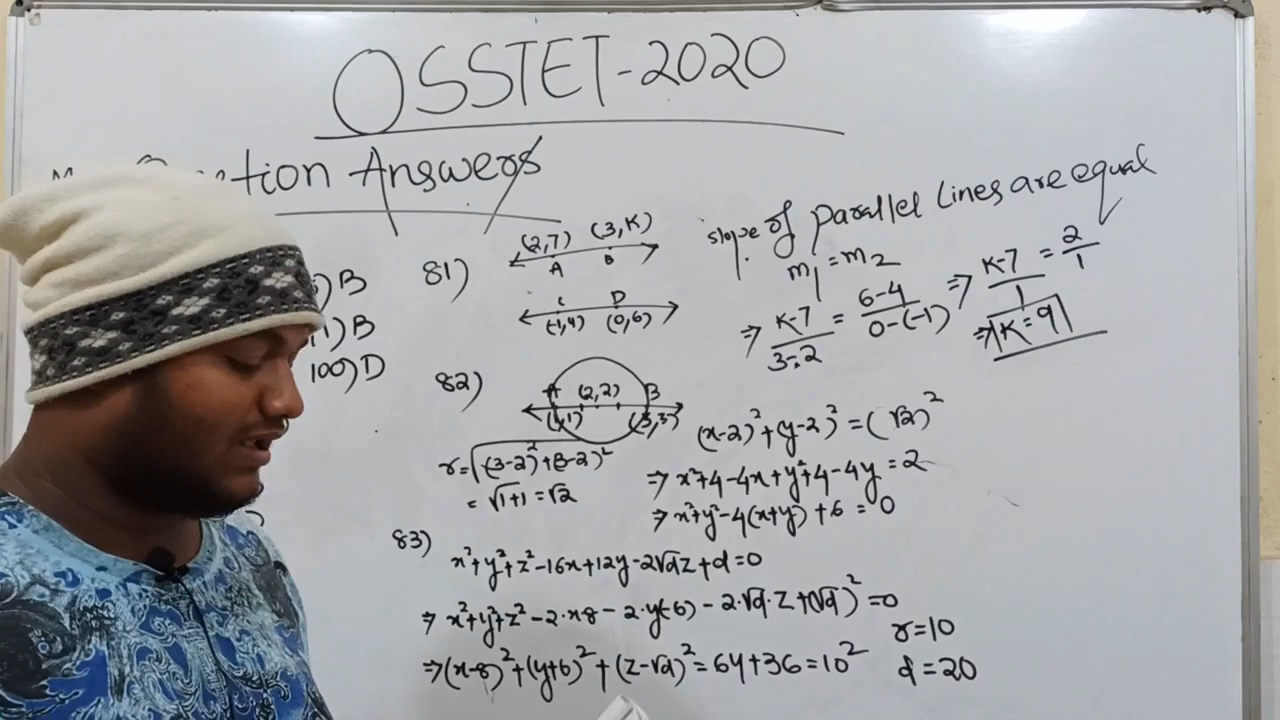 OSSTET-2020
Answers
) B
) B
100) D
81)
(2,7) (3,K)
A B
C D
(-1,4) (0,6)
slope of parallel lines are equal
m₁ = m₂
⇒ K-7/3-2 = 6-4/0-(-1) ⇒ K-7/1 = 2/1
⇒ K=9
82)
A (2,2) B
(1,1) (3,3)
r=√(3-2)²+(3-2)²
= √1+1 = √2
(x-2)²+(y-2)²=(√2)²
⇒ x²+4-4x+y²+4-4y=2
⇒ x²+y²-4(x+y)+6=0
83)
x²+y²+z²-16x+12y-2√d z+d=0
⇒ x²+y²+z²-2·x8-2·y(-6)-2·√d·z+(√d)²=0
⇒(x-8)²+(y+6)²+(z-√d)²=64+36=10²
r=10
d=20